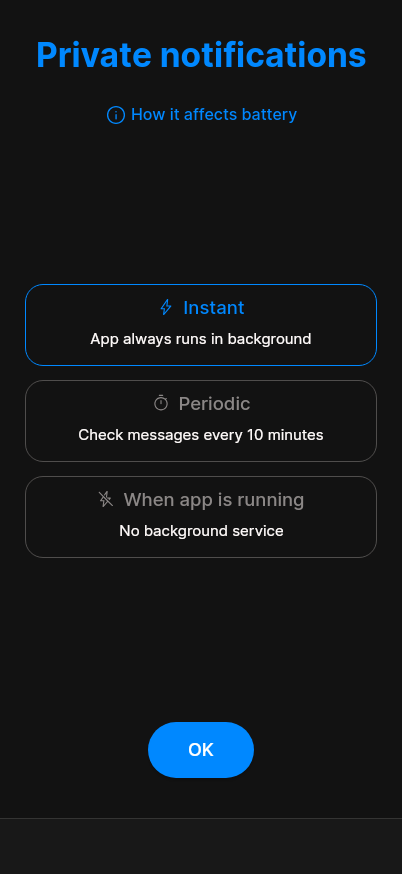 Private notifications
How it affects battery
Instant
App always runs in background
Periodic
Check messages every 10 minutes
When app is running
No background service
OK